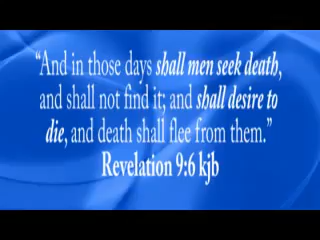 “And in those days shall men seek death,
and shall not find it; and shall desire to
die, and death shall flee from them.”
Revelation 9:6 kjb